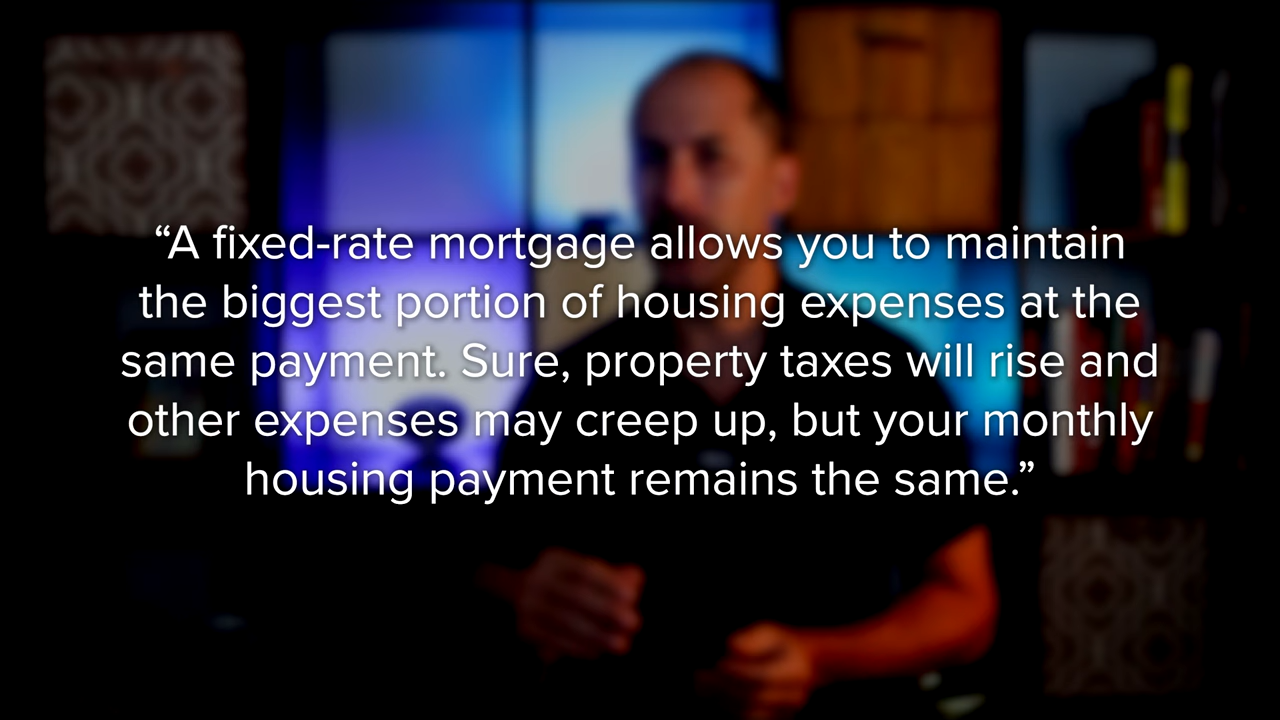 “A fixed-rate mortgage allows you to maintain
the biggest portion of housing expenses at the
same payment. Sure, property taxes will rise and
other expenses may creep up, but your monthly
housing payment remains the same.”